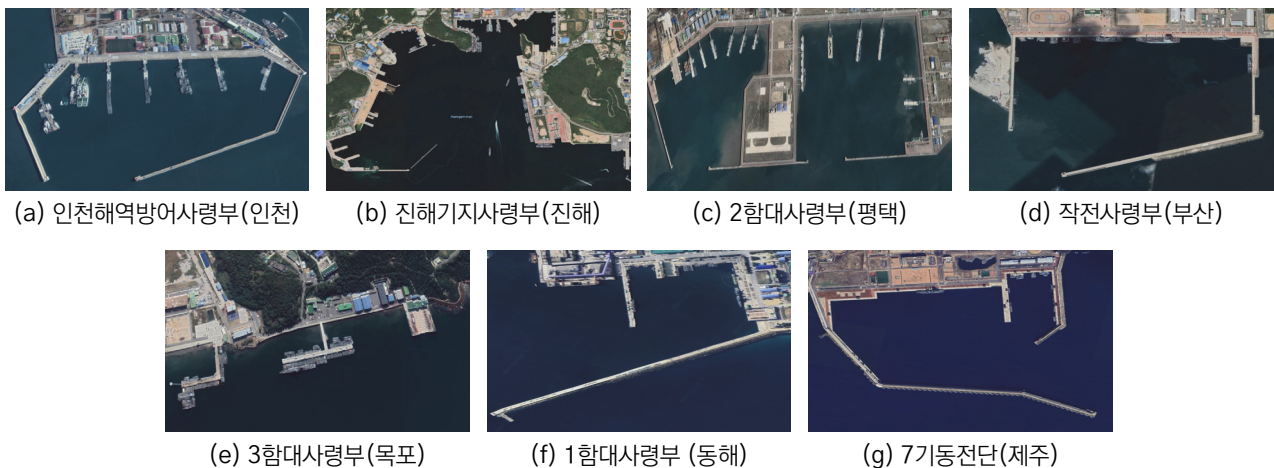 (a) 인천해역방어사령부(인천)
(b) 진해기지사령부(진해)
(c) 2함대사령부(평택)
(d) 작전사령부(부산)
(e) 3함대사령부(목포)
(f) 1함대사령부 (동해)
(g) 7기동전단(제주)